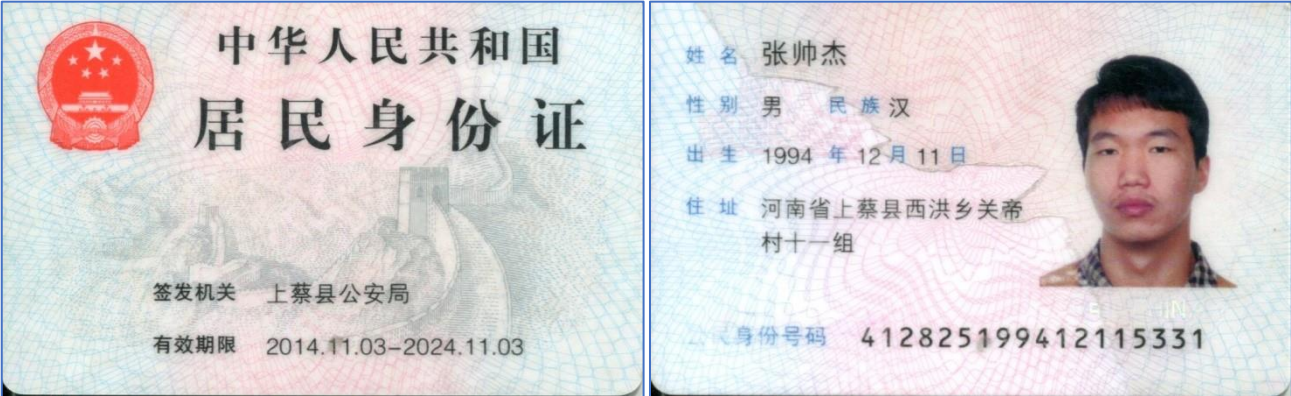 中华人民共和国
居民身份证
签发机关 上蔡县公安局
有效期限 2014.11.03-2024.11.03
姓名 张帅杰
性别 男 民族 汉
出生 1994 年 12 月 11 日
住址 河南省上蔡县西洪乡关帝
村十一组
公民身份号码 412825199412115331